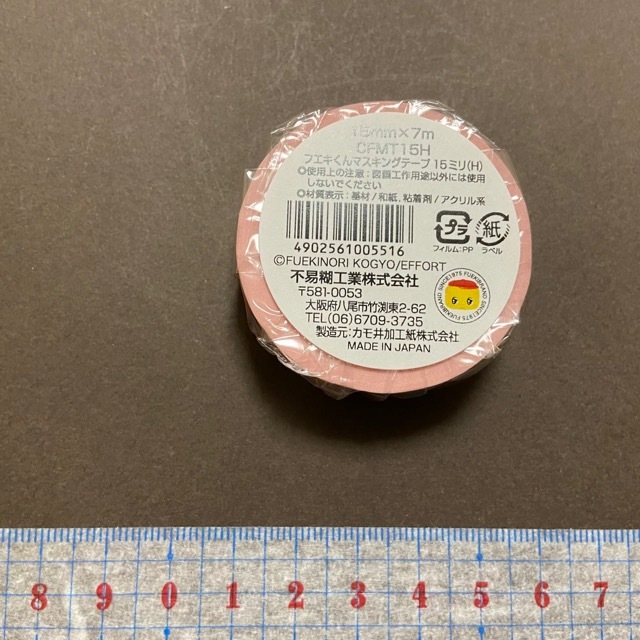 15mm×7m
CFMT15H
フエキくんマスキングテープ 15ミリ(H)
◎使用上の注意：図画工作用途以外には使用
しないでください
◎材質表示：基材/和紙，粘着剤/アクリル系
プラ
紙
フィルム：PP
ラベル
4902561005516
©FUEKINORI KOGYO/EFFORT
不易糊工業株式会社
〒581-0053
大阪府八尾市竹渕東2-62
TEL(06)6709-3735
製造元：カモ井加工紙株式会社
MADE IN JAPAN
FUEKIBRAND SINCE1975 FUEKIBRAND SINCE1975
8 9 0 1 2 3 4 5 6 7